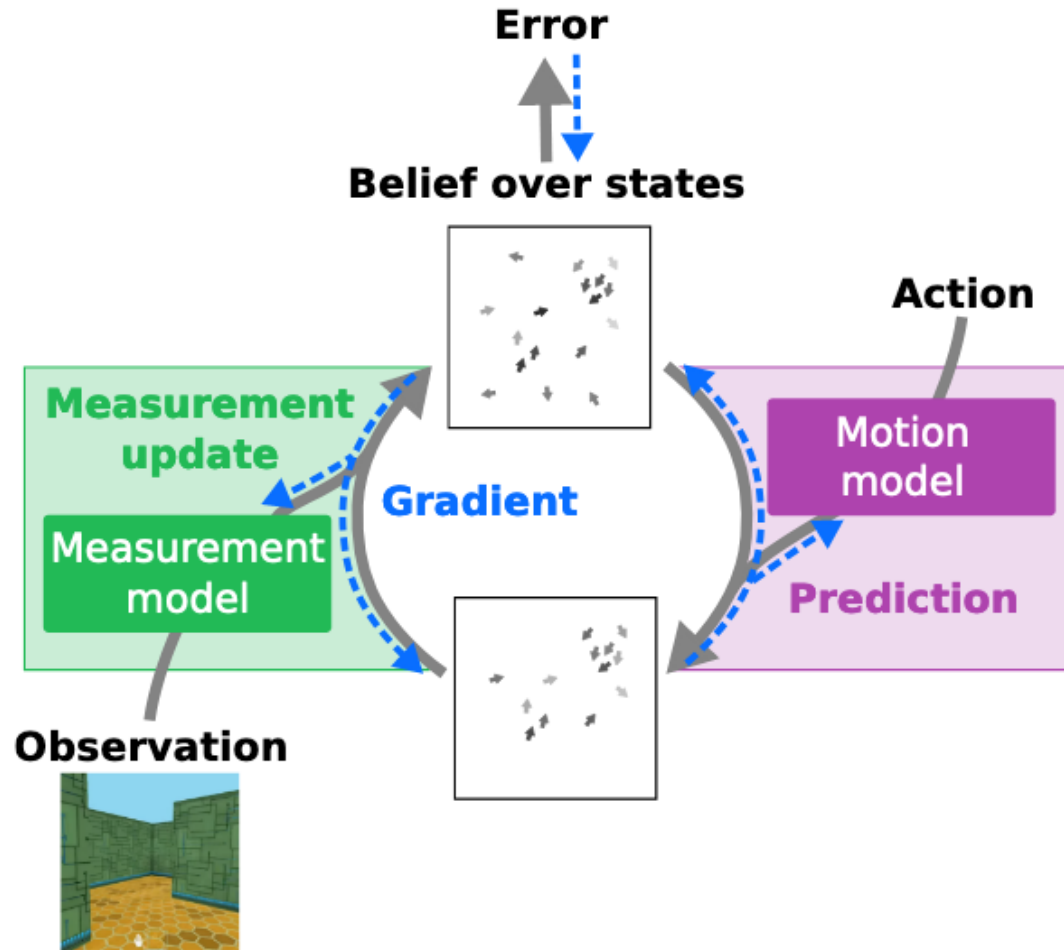 Error
Belief over states
Action
Measurement
update
Motion
model
Gradient
Measurement
model
Prediction
Observation